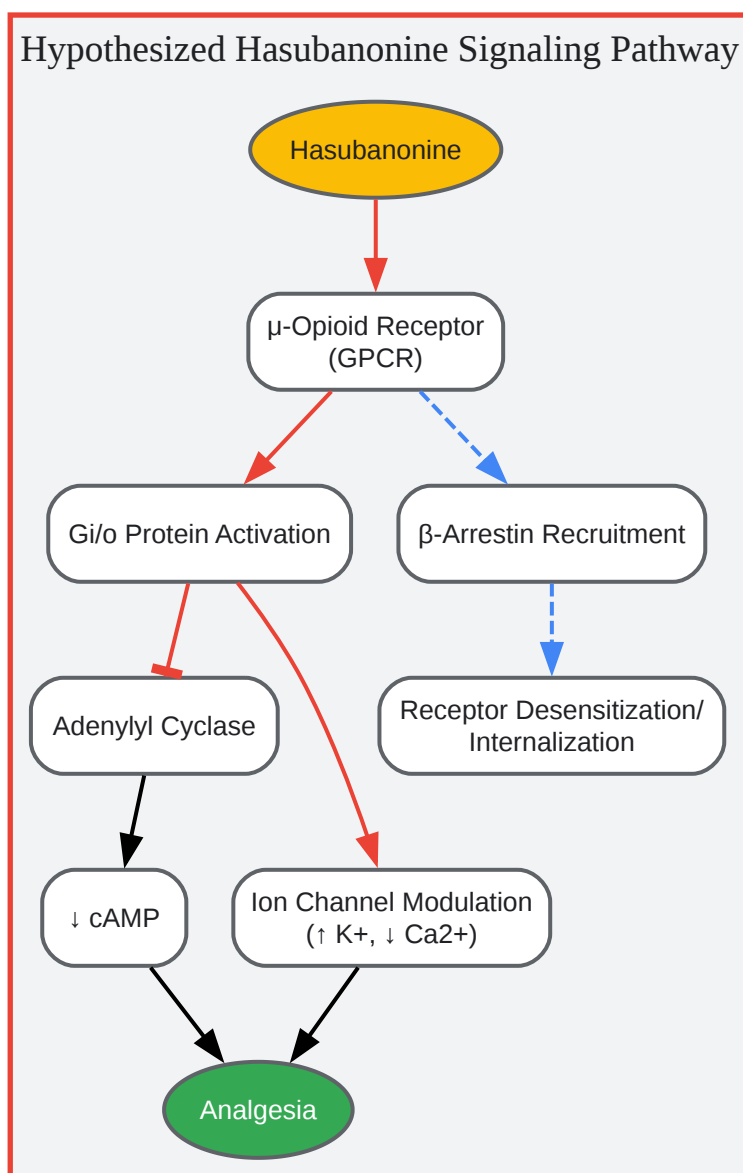 Hypothesized Hasubanonine Signaling Pathway
Hasubanonine
μ-Opioid Receptor
(GPCR)
Gi/o Protein Activation
β-Arrestin Recruitment
Adenylyl Cyclase
Receptor Desensitization/
Internalization
↓ cAMP
Ion Channel Modulation
(↑ K+, ↓ Ca2+)
Analgesia